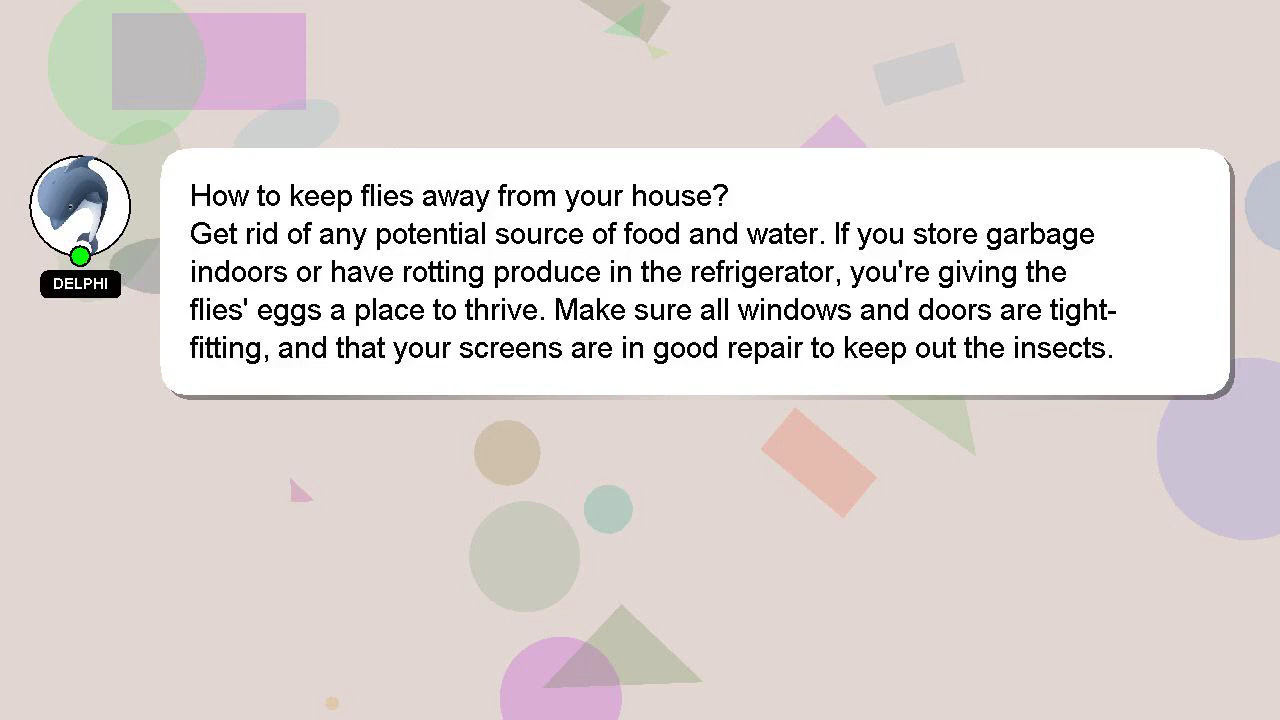 How to keep flies away from your house?
Get rid of any potential source of food and water. If you store garbage
indoors or have rotting produce in the refrigerator, you're giving the
flies' eggs a place to thrive. Make sure all windows and doors are tight-
fitting, and that your screens are in good repair to keep out the insects.
DELPHI